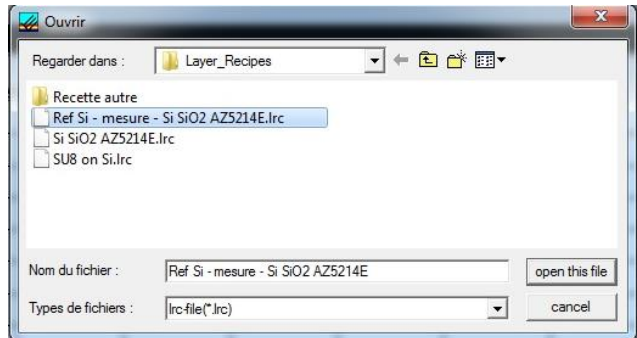 Ouvrir
Regarder dans : Layer_Recipes
Recette autre
Ref Si - mesure - Si SiO2 AZ5214E.lrc
Si SiO2 AZ5214E.lrc
SU8 on Si.lrc
Nom du fichier : Ref Si - mesure - Si SiO2 AZ5214E open this file
Types de fichiers : lrc-file(*.lrc) cancel